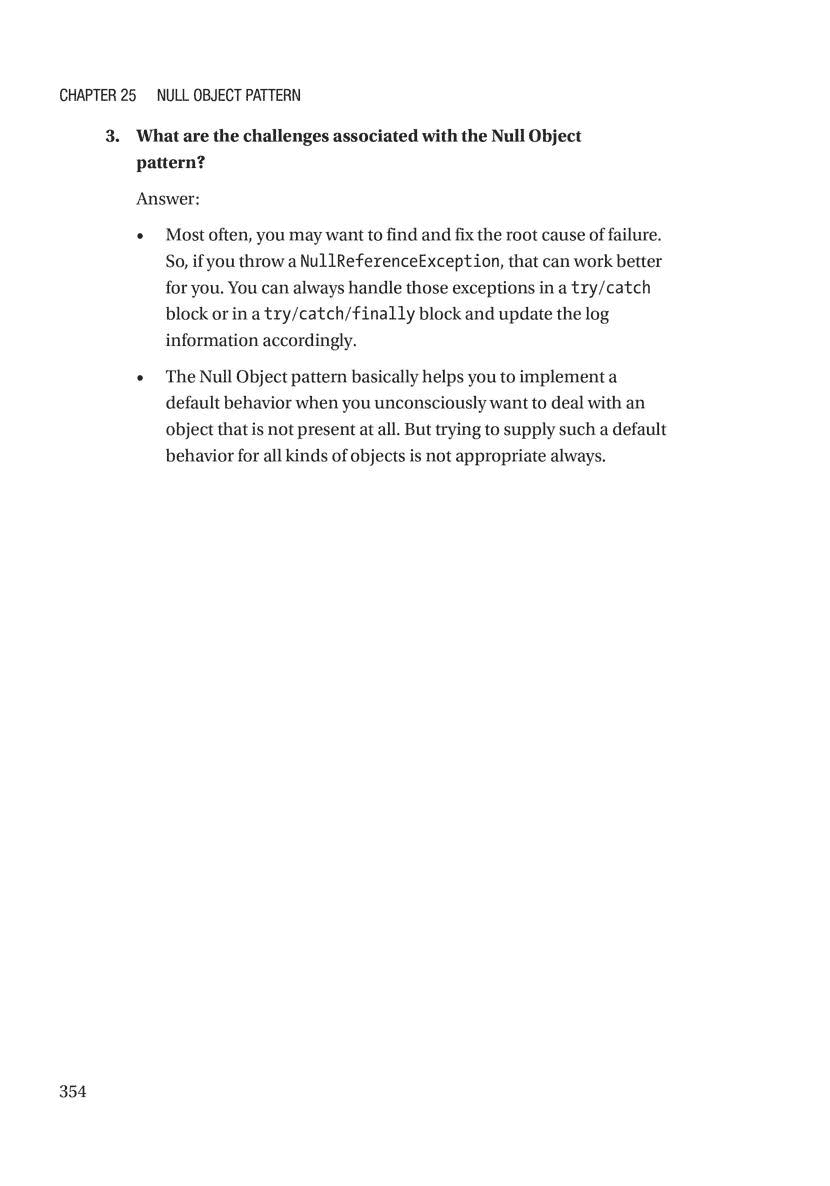 CHAPTER 25 NULL OBJECT PATTERN
3. What are the challenges associated with the Null Object
pattern?
Answer:
• Most often, you may want to find and fix the root cause of failure.
So, if you throw a NullReferenceException, that can work better
for you. You can always handle those exceptions in a try/catch
block or in a try/catch/finally block and update the log
information accordingly.
• The Null Object pattern basically helps you to implement a
default behavior when you unconsciously want to deal with an
object that is not present at all. But trying to supply such a default
behavior for all kinds of objects is not appropriate always.
354